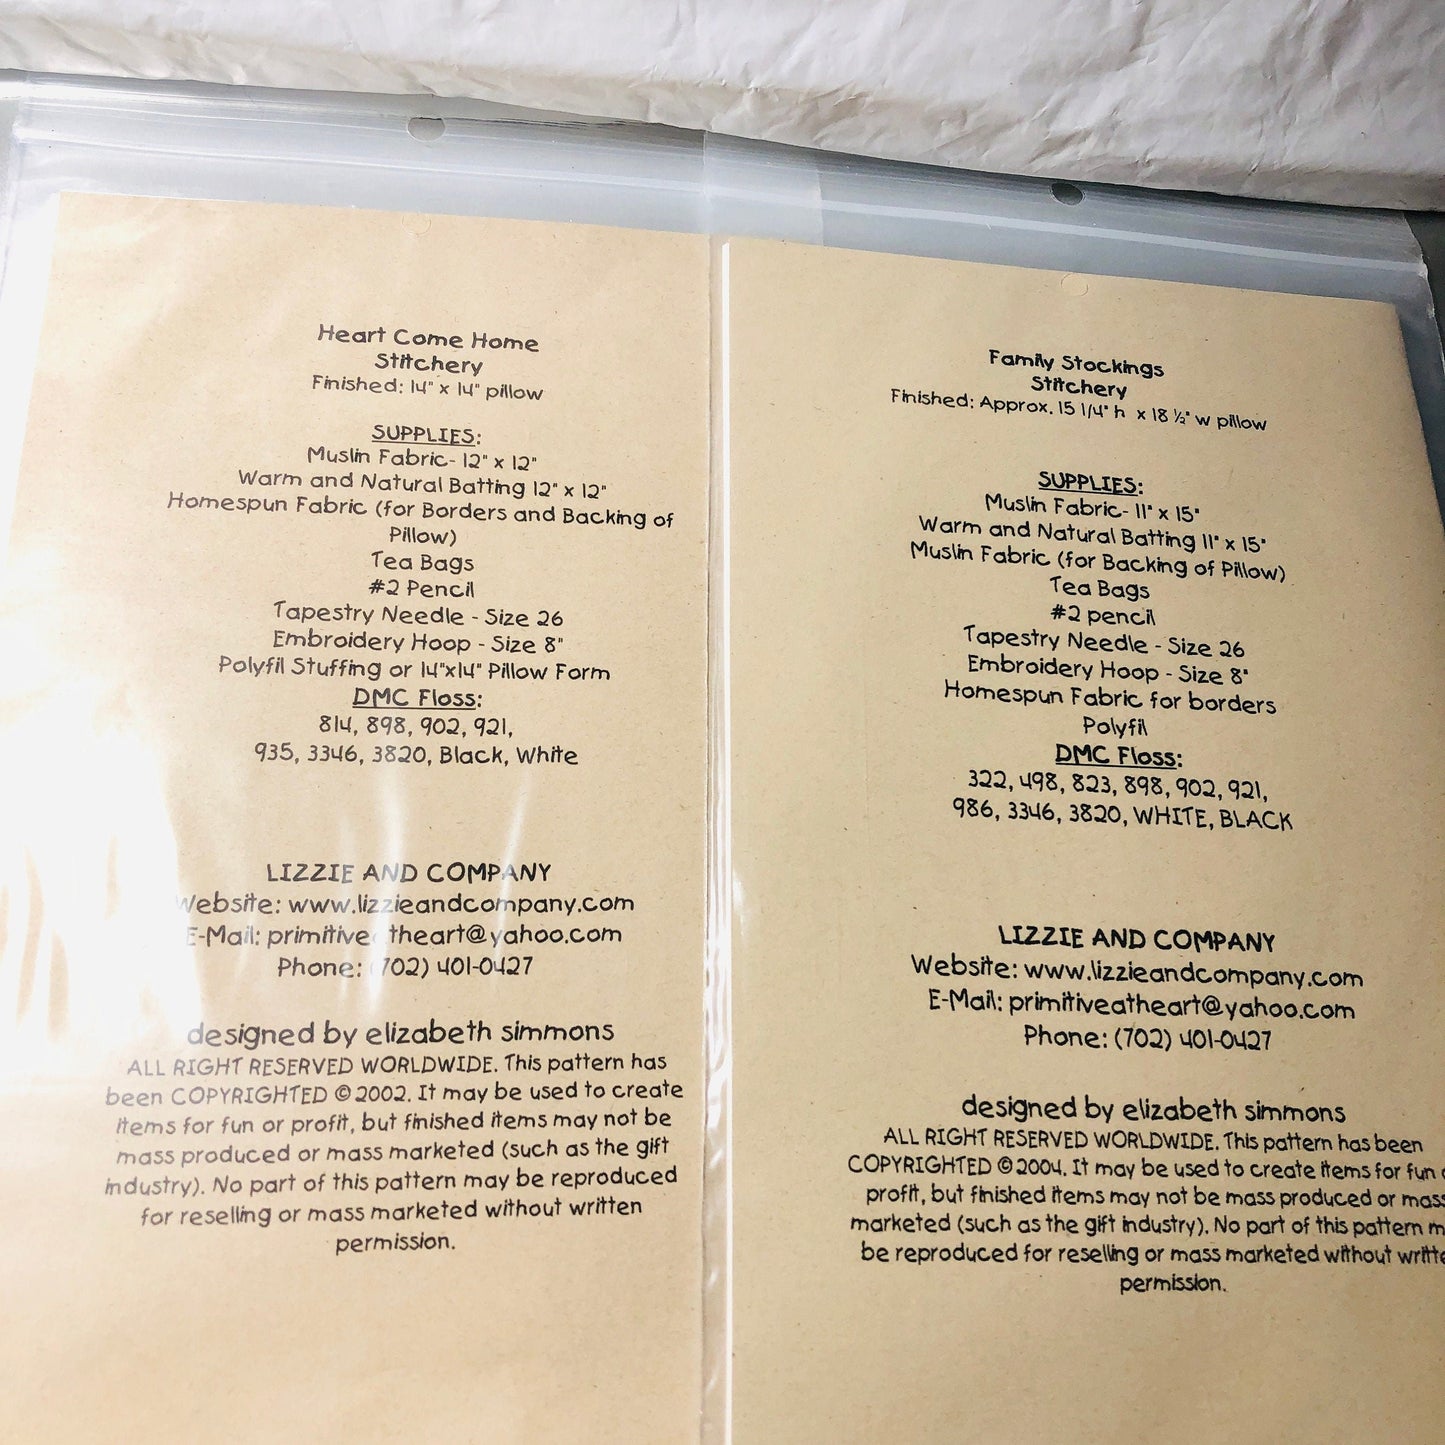 Heart Come Home
Stitchery
Finished: 14" x 14" pillow
SUPPLIES:
Muslin Fabric- 12" x 12"
Warm and Natural Batting 12" x 12"
Homespun Fabric (for Borders and Backing of
Pillow)
Tea Bags
#2 Pencil
Tapestry Needle - Size 26
Embroidery Hoop - Size 8"
Polyfil Stuffing or 14"x14" Pillow Form
DMC Floss:
814, 898, 902, 921,
935, 3346, 3820, Black, White
LIZZIE AND COMPANY
Website: www.lizzieandcompany.com
E-Mail: primitiveatheart@yahoo.com
Phone: (702) 401-0427
designed by elizabeth simmons
ALL RIGHT RESERVED WORLDWIDE. This pattern has
been COPYRIGHTED © 2002. It may be used to create
items for fun or profit, but finished items may not be
mass produced or mass marketed (such as the gift
industry). No part of this pattern may be reproduced
for reselling or mass marketed without written
permission.
Family Stockings
Stitchery
Finished: Approx. 15 1/4" h x 18 ½" w pillow
SUPPLIES:
Muslin Fabric- 11" x 15"
Warm and Natural Batting 11" x 15"
Muslin Fabric (for Backing of Pillow)
Tea Bags
#2 pencil
Tapestry Needle - Size 26
Embroidery Hoop - Size 8"
Homespun Fabric for borders
Polyfil
DMC Floss:
322, 498, 823, 898, 902, 921,
986, 3346, 3820, WHITE, BLACK
LIZZIE AND COMPANY
Website: www.lizzieandcompany.com
E-Mail: primitiveatheart@yahoo.com
Phone: (702) 401-0427
designed by elizabeth simmons
ALL RIGHT RESERVED WORLDWIDE. This pattern has been
COPYRIGHTED © 2004. It may be used to create items for fun
profit, but finished items may not be mass produced or mass
marketed (such as the gift industry). No part of this pattern
be reproduced for reselling or mass marketed without
permission.